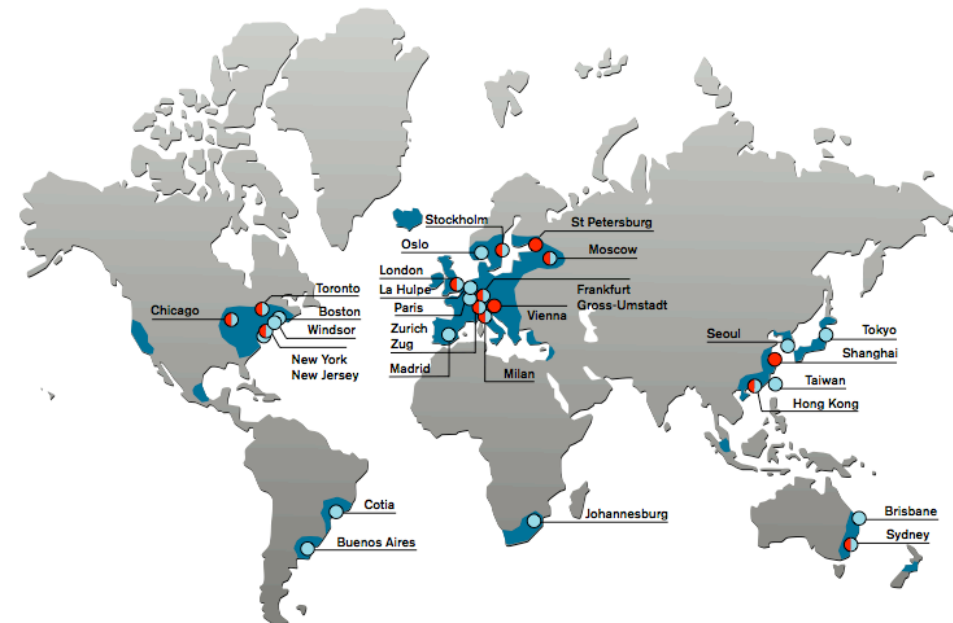 Stockholm
St Petersburg
Oslo
Moscow
London
La Hulpe
Paris
Frankfurt
Gross-Umstadt
Vienna
Zurich
Zug
Madrid
Milan
Toronto
Chicago
Boston
Windsor
New York
New Jersey
Seoul
Tokyo
Shanghai
Taiwan
Hong Kong
Cotia
Buenos Aires
Johannesburg
Brisbane
Sydney